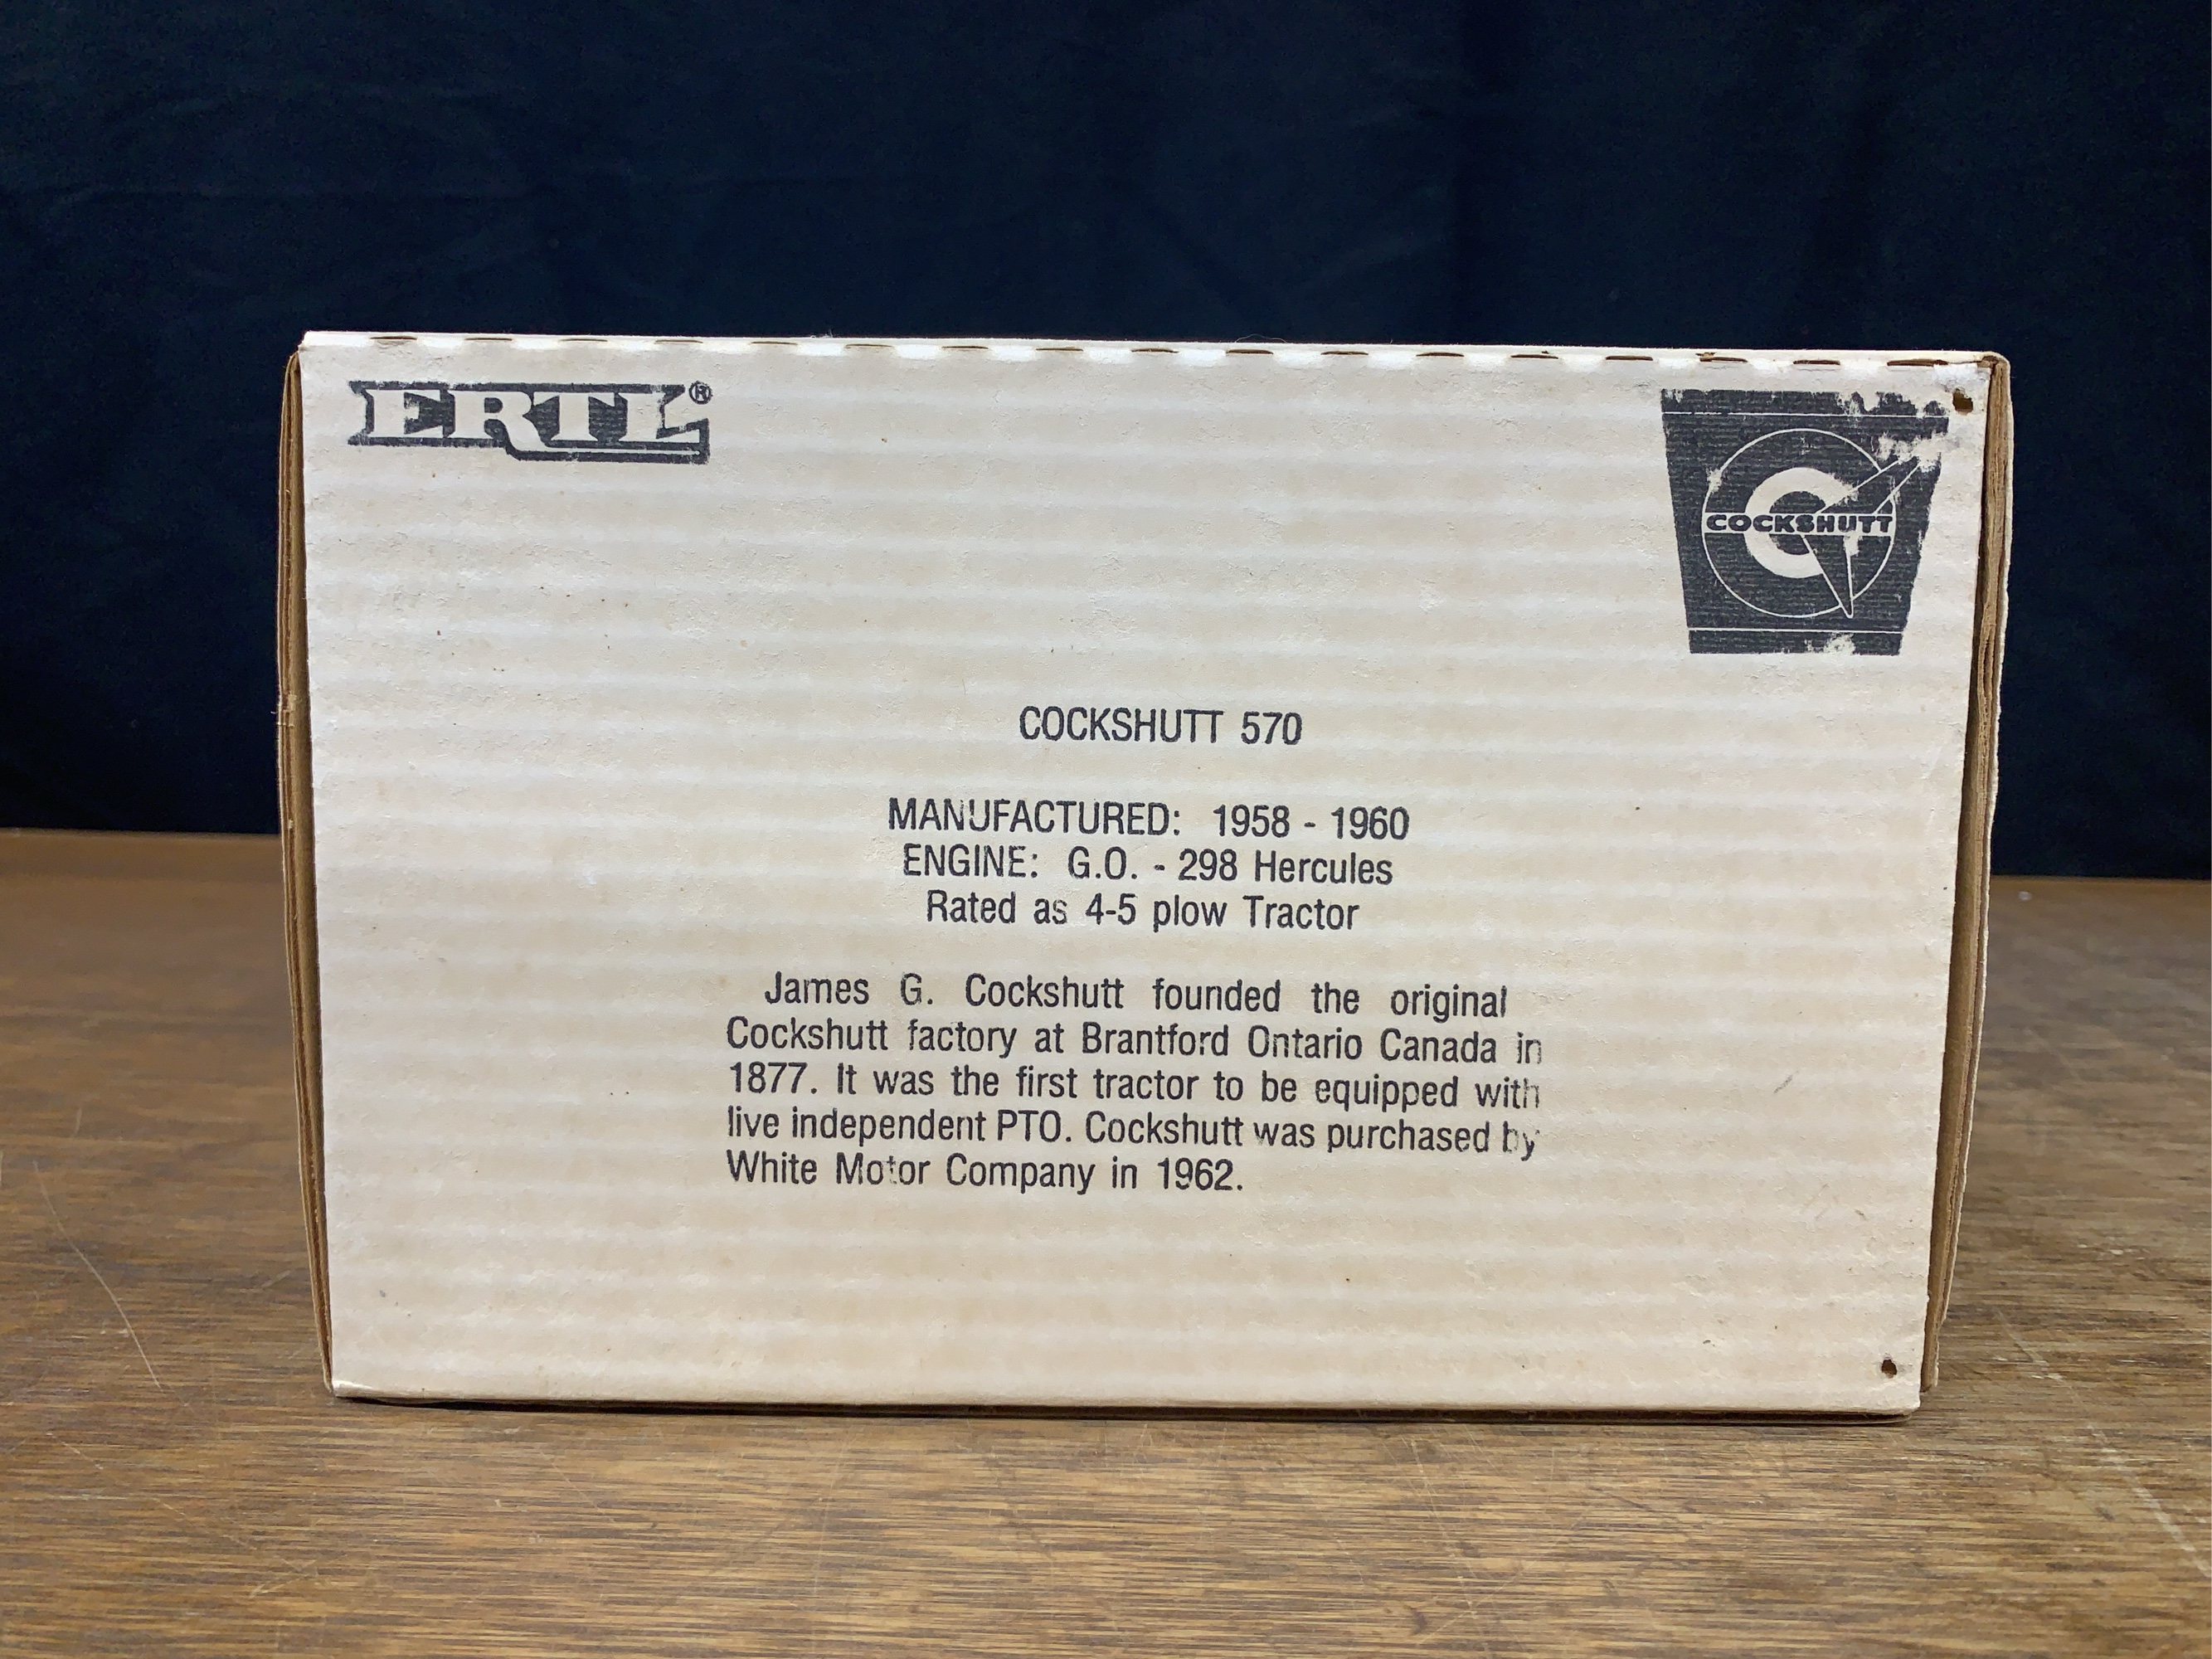 ERTL®
COCKSHUTT
COCKSHUTT 570
MANUFACTURED: 1958 - 1960
ENGINE: G.O. - 298 Hercules
Rated as 4-5 plow Tractor
James G. Cockshutt founded the original
Cockshutt factory at Brantford Ontario Canada in
1877. It was the first tractor to be equipped with
live independent PTO. Cockshutt was purchased by
White Motor Company in 1962.